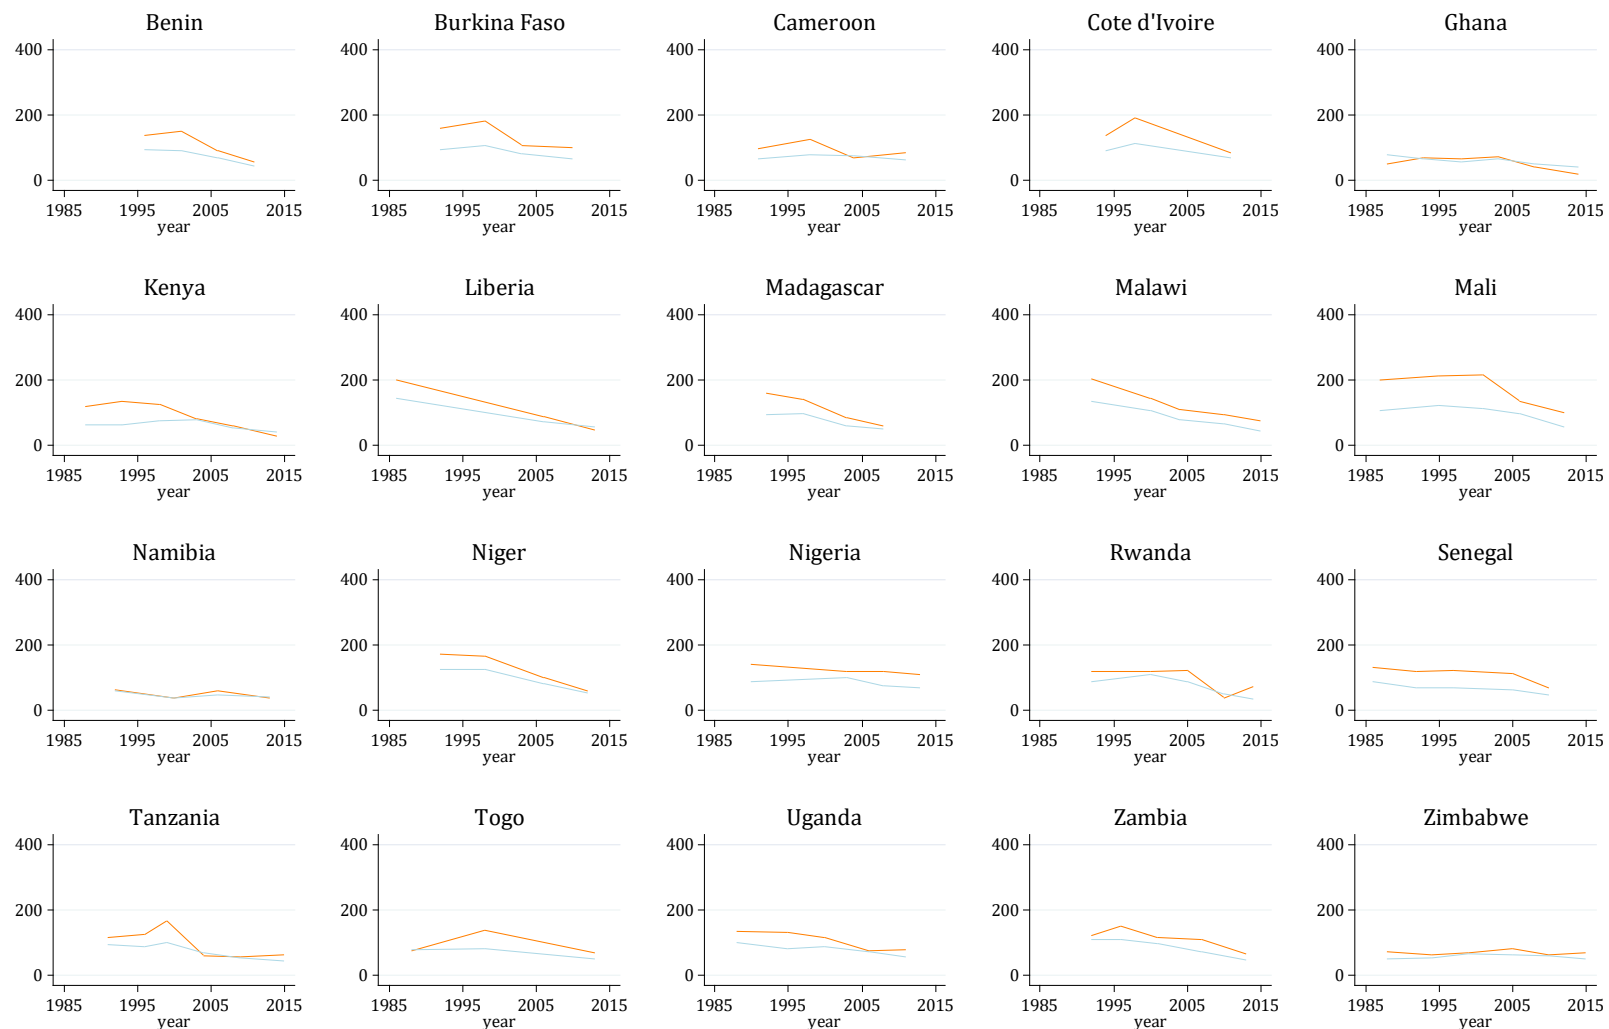 Benin
Burkina Faso
Cameroon
Cote d'Ivoire
Ghana
400
200
0
1985 1995 2005 2015
year
400
200
0
1985 1995 2005 2015
year
400
200
0
1985 1995 2005 2015
year
400
200
0
1985 1995 2005 2015
year
400
200
0
1985 1995 2005 2015
year
Kenya
Liberia
Madagascar
Malawi
Mali
400
200
0
1985 1995 2005 2015
year
400
200
0
1985 1995 2005 2015
year
400
200
0
1985 1995 2005 2015
year
400
200
0
1985 1995 2005 2015
year
400
200
0
1985 1995 2005 2015
year
Namibia
Niger
Nigeria
Rwanda
Senegal
400
200
0
1985 1995 2005 2015
year
400
200
0
1985 1995 2005 2015
year
400
200
0
1985 1995 2005 2015
year
400
200
0
1985 1995 2005 2015
year
400
200
0
1985 1995 2005 2015
year
Tanzania
Togo
Uganda
Zambia
Zimbabwe
400
200
0
1985 1995 2005 2015
year
400
200
0
1985 1995 2005 2015
year
400
200
0
1985 1995 2005 2015
year
400
200
0
1985 1995 2005 2015
year
400
200
0
1985 1995 2005 2015
year